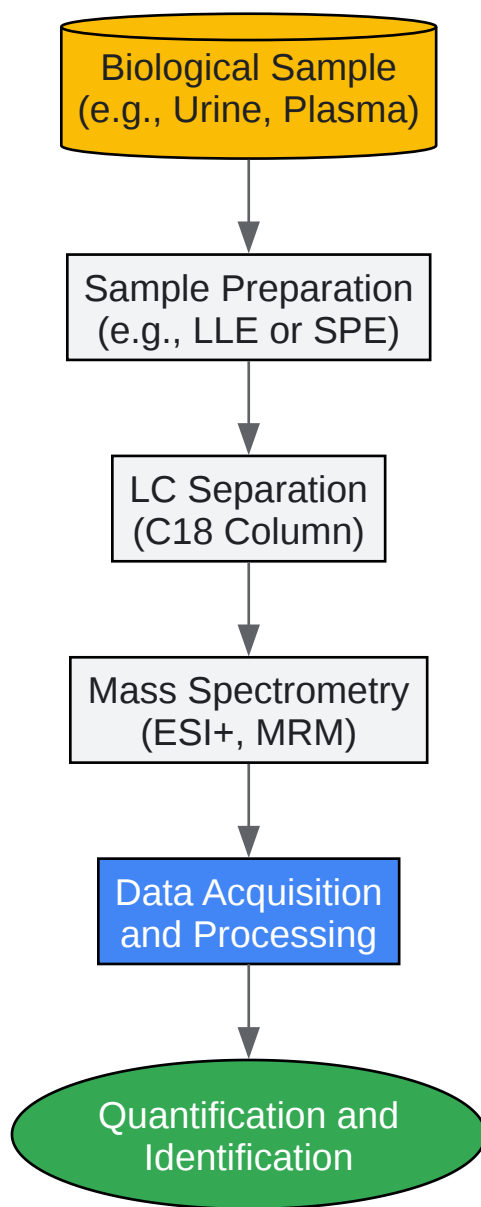 Biological Sample
(e.g., Urine, Plasma)
Sample Preparation
(e.g., LLE or SPE)
LC Separation
(C18 Column)
Mass Spectrometry
(ESI+, MRM)
Data Acquisition
and Processing
Quantification and
Identification